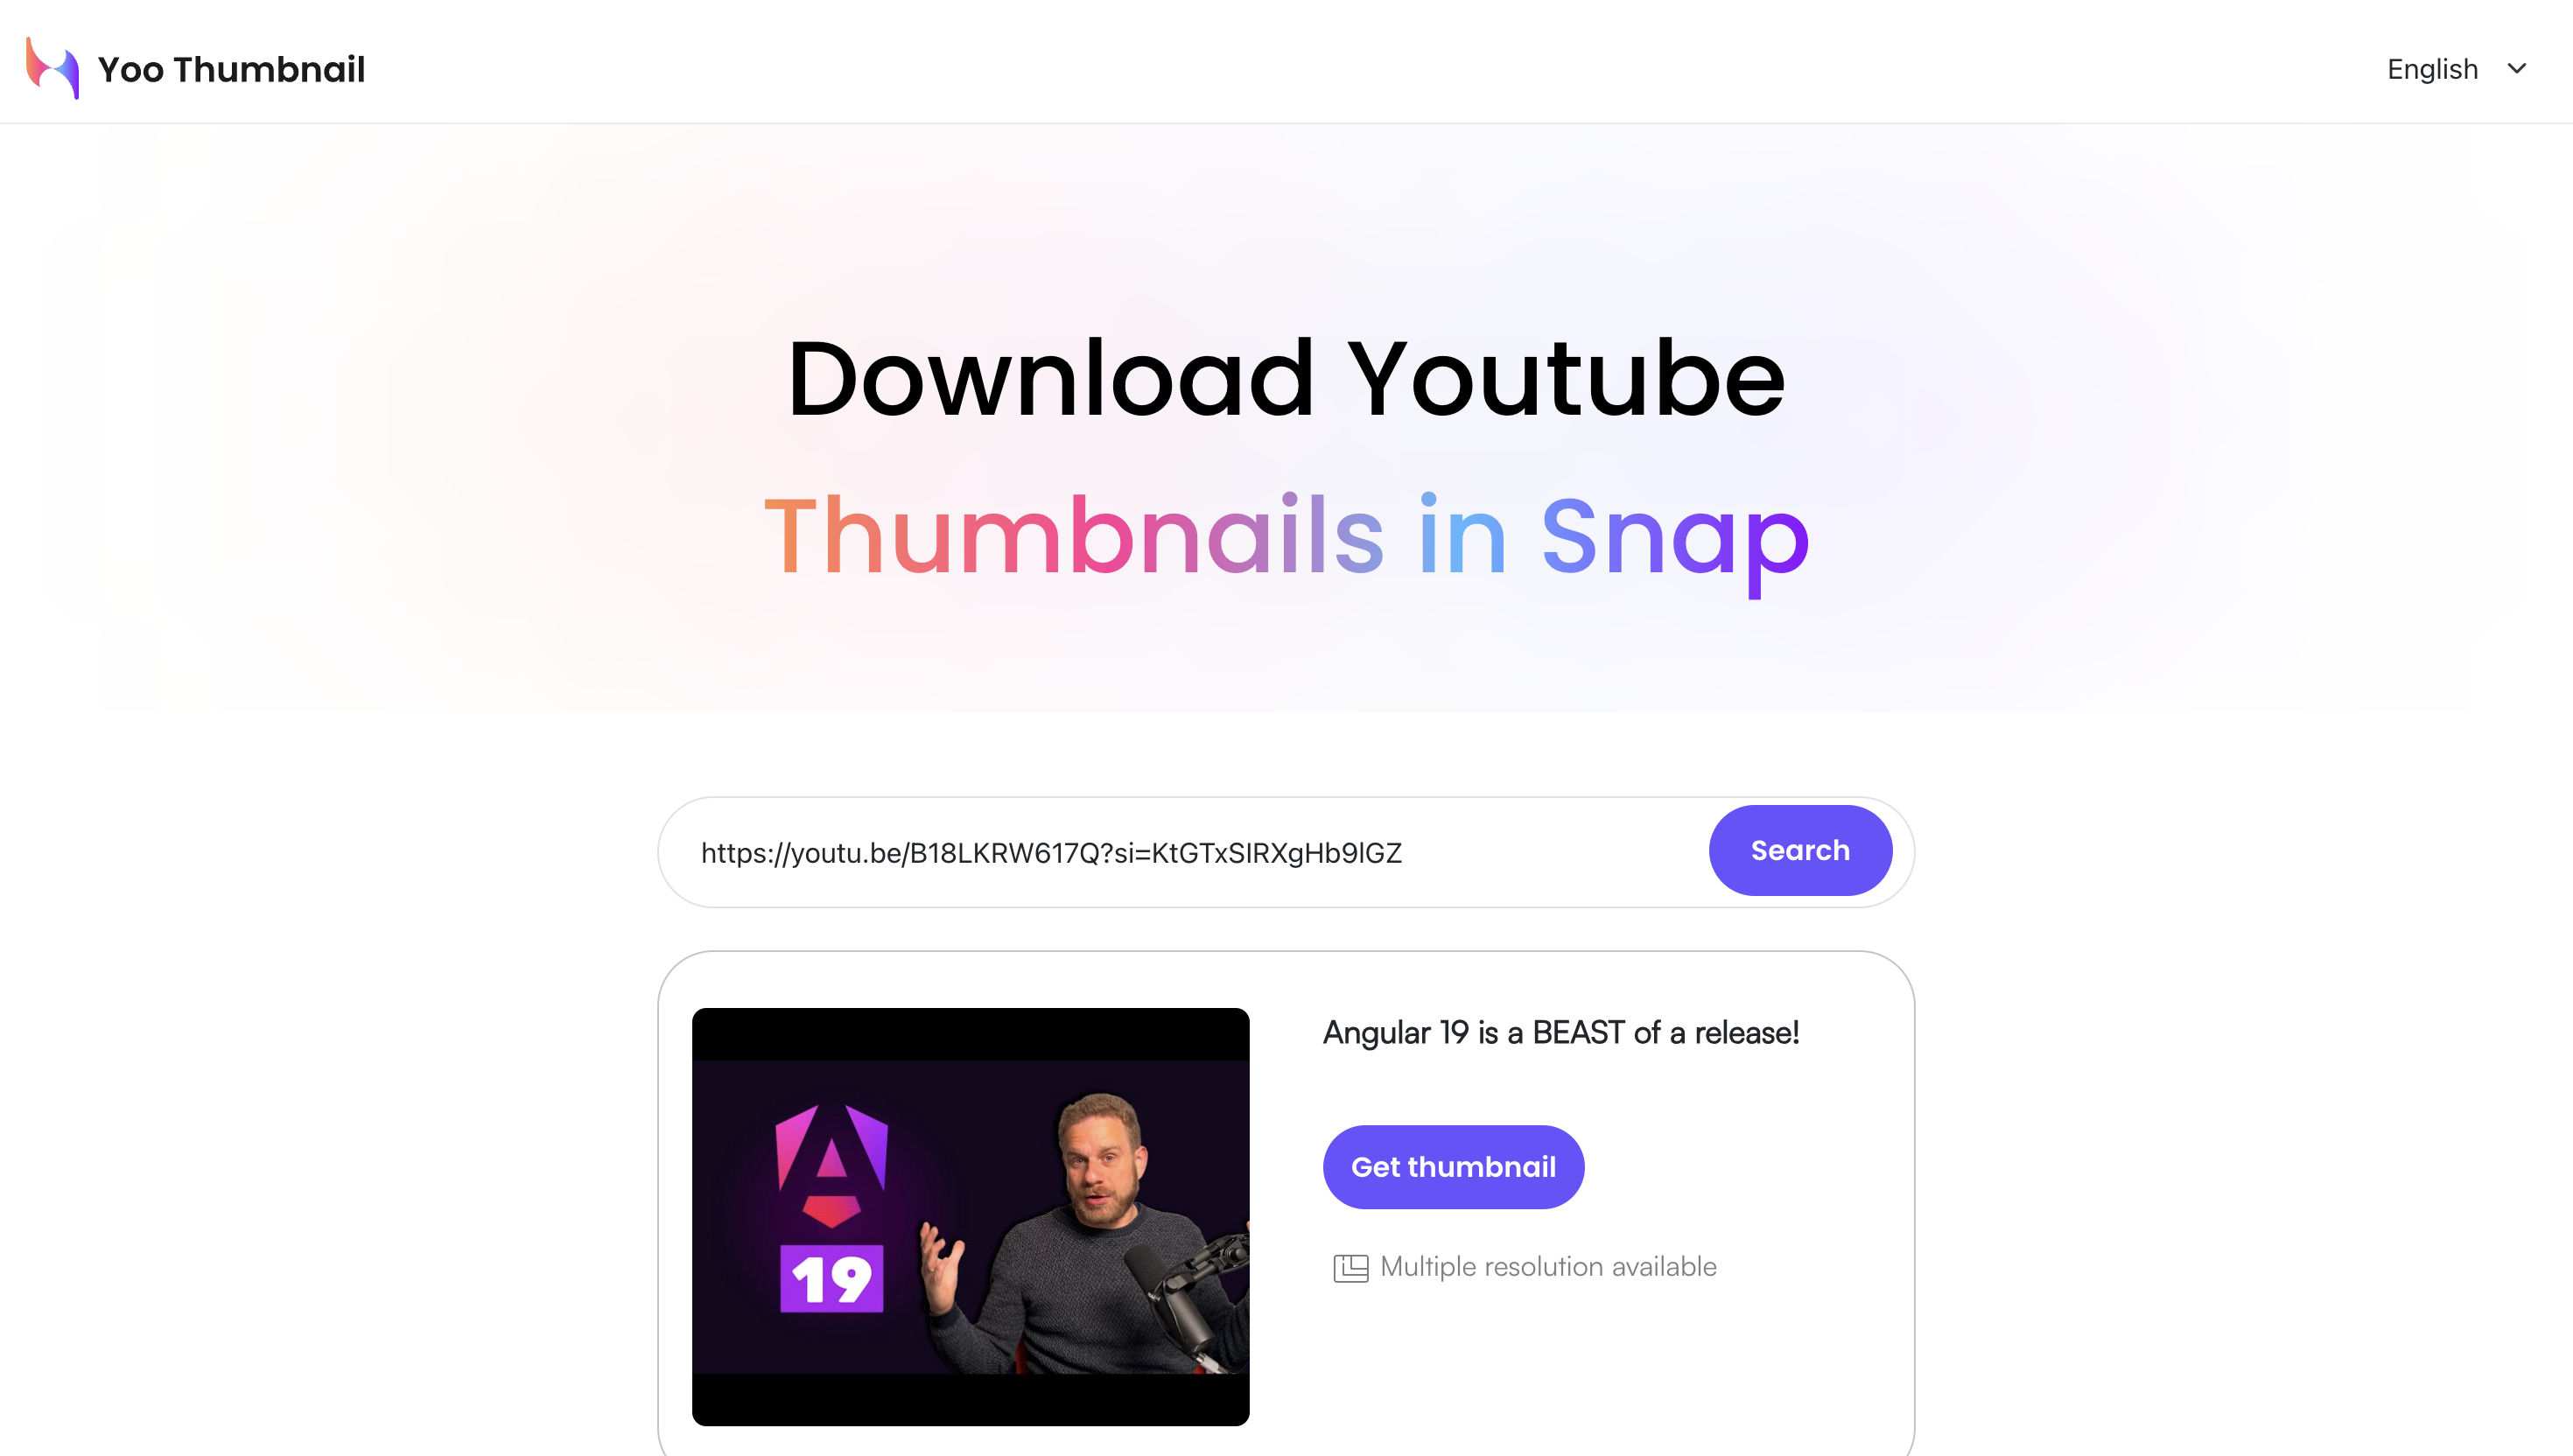 Yoo Thumbnail
English
Download Youtube
Thumbnails in Snap
https://youtu.be/B18LKRW617Q?si=KtGTxSIRXgHb9lGZ
Search
Angular 19 is a BEAST of a release!
Get thumbnail
19
Multiple resolution available